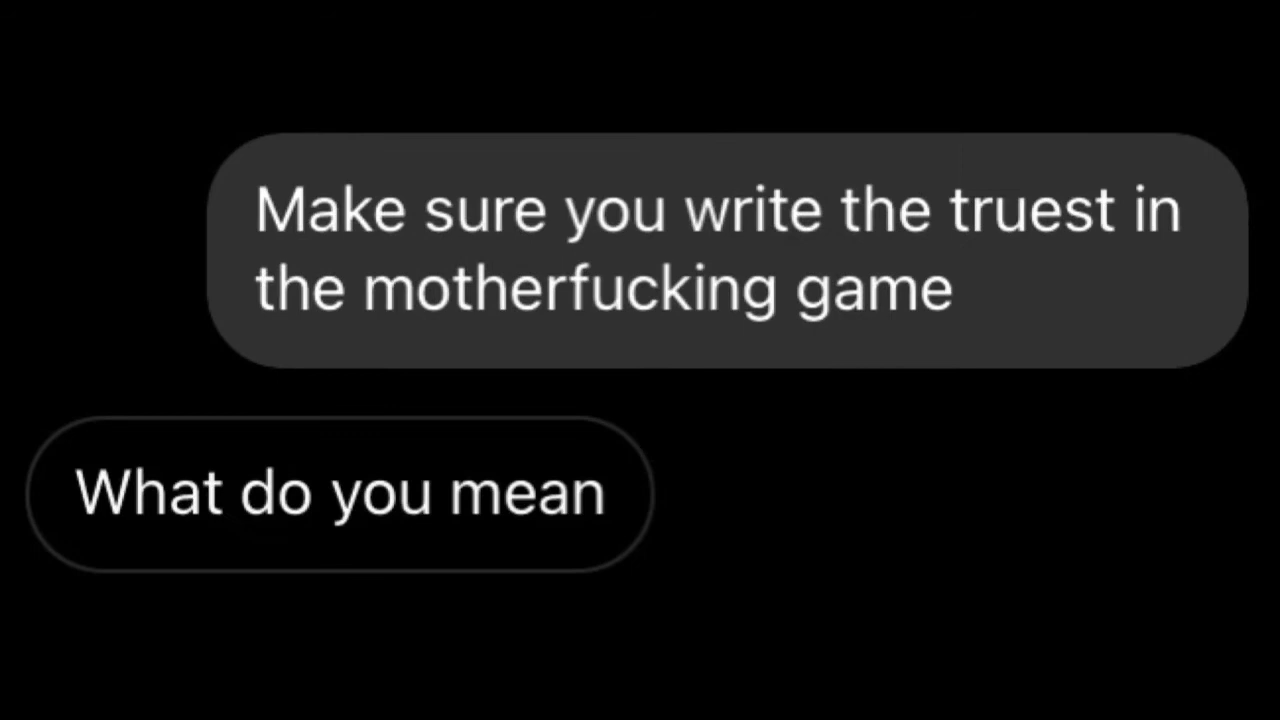 Make sure you write the truest in
the motherfucking game
What do you mean